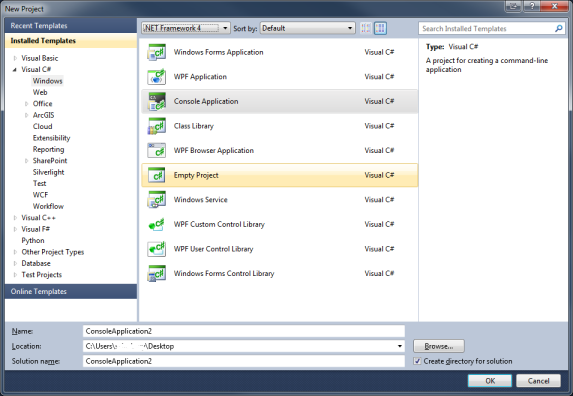 New Project
Recent Templates
.NET Framework 4 Sort by: Default
Search Installed Templates
Installed Templates
Visual Basic
Visual C#
Windows
Web
Office
ArcGIS
Cloud
Extensibility
Reporting
SharePoint
Silverlight
Test
WCF
Workflow
Visual C++
Visual F#
Python
Other Project Types
Database
Test Projects
Online Templates
Windows Forms Application Visual C#
WPF Application Visual C#
Console Application Visual C#
Class Library Visual C#
WPF Browser Application Visual C#
Empty Project Visual C#
Windows Service Visual C#
WPF Custom Control Library Visual C#
WPF User Control Library Visual C#
Windows Forms Control Library Visual C#
Type: Visual C#
A project for creating a command-line
application
Name: ConsoleApplication2
Location: C:\Users\ \Desktop Browse...
Solution name: ConsoleApplication2 Create directory for solution
OK Cancel